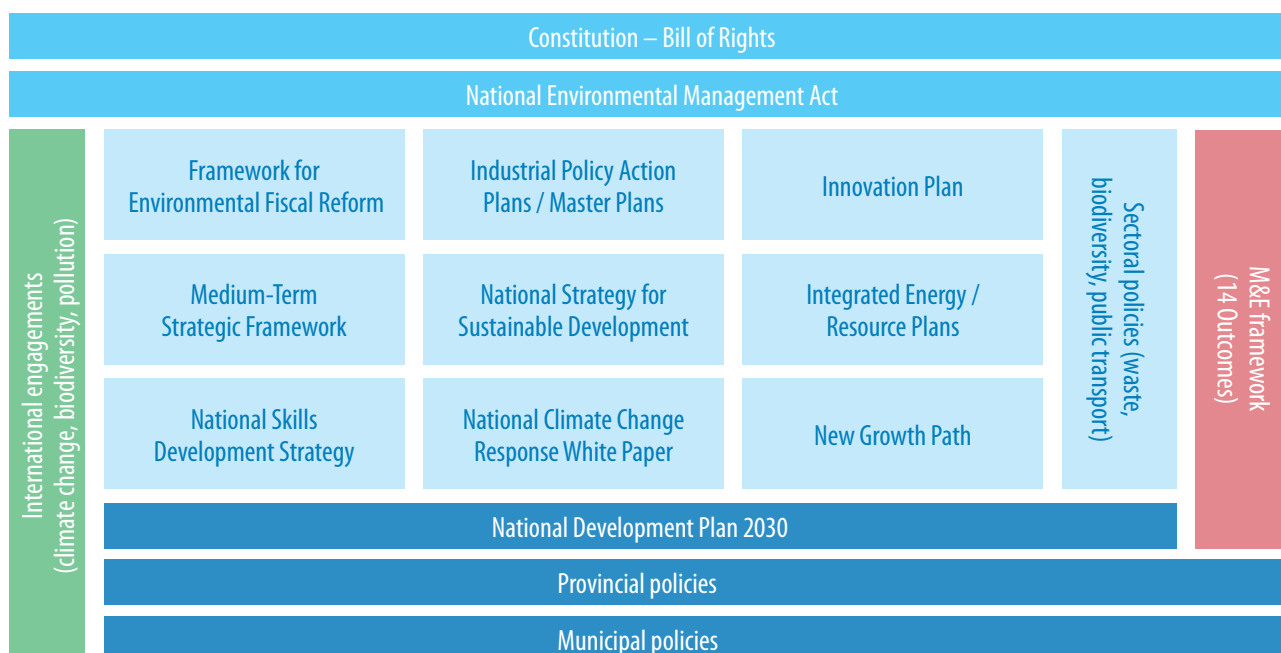 Constitution – Bill of Rights
National Environmental Management Act
International engagements
(climate change, biodiversity, pollution)
Framework for
Environmental Fiscal Reform
Industrial Policy Action
Plans / Master Plans
Innovation Plan
Medium-Term
Strategic Framework
National Strategy for
Sustainable Development
Integrated Energy /
Resource Plans
National Skills
Development Strategy
National Climate Change
Response White Paper
New Growth Path
Sectoral policies (waste,
biodiversity, public transport)
M&E framework
(14 Outcomes)
National Development Plan 2030
Provincial policies
Municipal policies